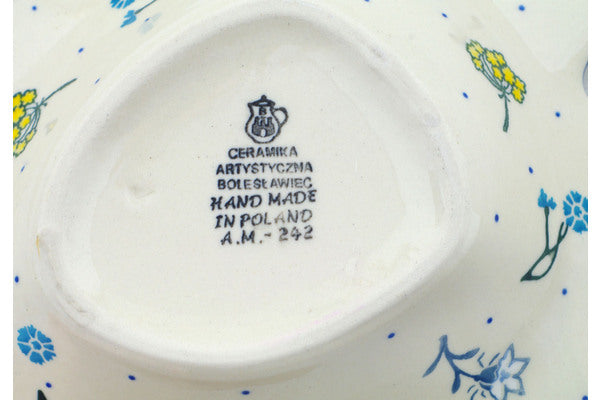 CERAMIKA
ARTYSTYCZNA
BOLESŁAWIEC
HAND MADE
IN POLAND
A.M.- 242